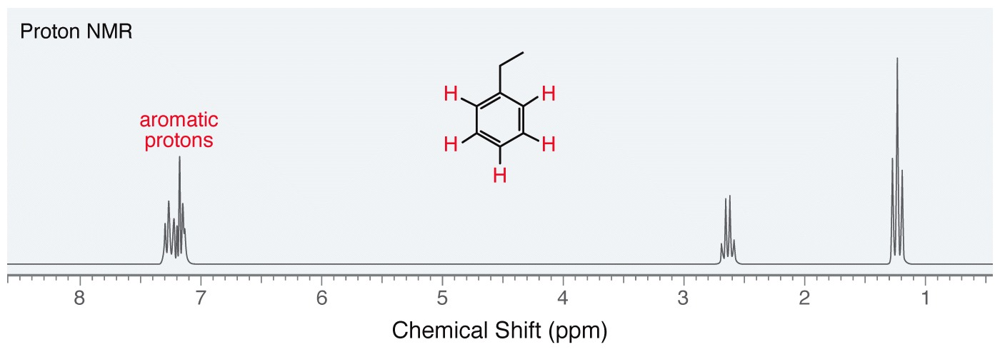 Proton NMR
H
H
aromatic
protons
H
H
H
8 7 6 5 4 3 2 1
Chemical Shift (ppm)